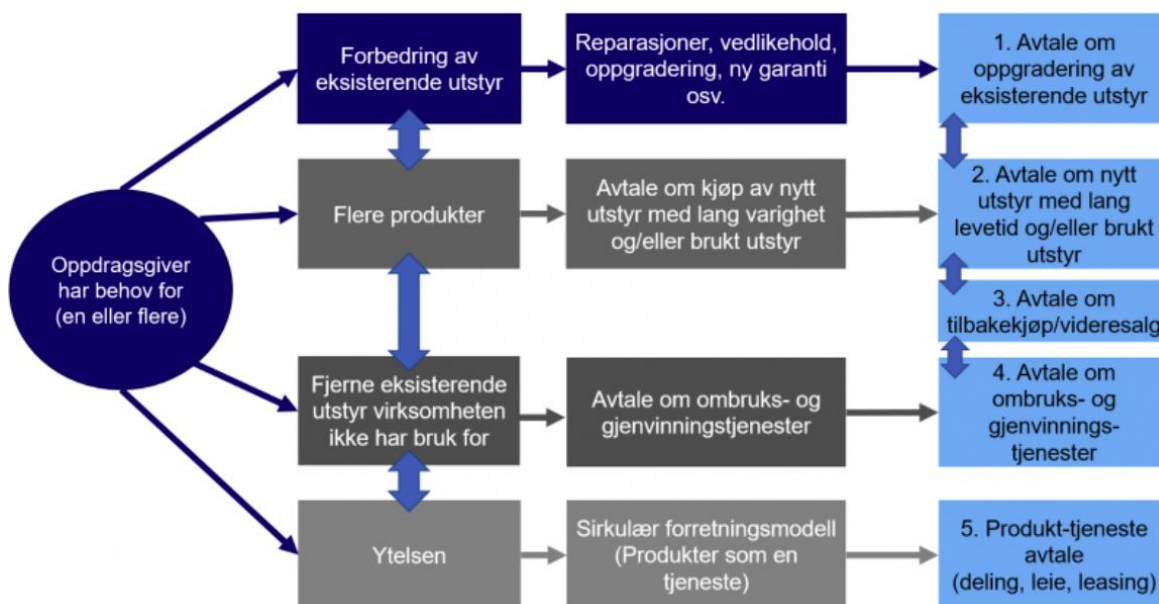 Oppdragsgiver
har behov for
(en eller flere)
Forbedring av
eksisterende utstyr
Reparasjoner, vedlikehold,
oppgradering, ny garanti
osv.
1. Avtale om
oppgradering av
eksisterende utstyr
Flere produkter
Avtale om kjøp av nytt
utstyr med lang varighet
og/eller brukt utstyr
2. Avtale om nytt
utstyr med lang
levetid og/eller brukt
utstyr
3. Avtale om
tilbakekjøp/videresalg
Fjerne eksisterende
utstyr virksomheten
ikke har bruk for
Avtale om ombruks- og
gjenvinningstjenester
4. Avtale om
ombruks- og
gjenvinnings-
tjenester
Ytelsen
Sirkulær forretningsmodell
(Produkter som en
tjeneste)
5. Produkt-tjeneste
avtale
(deling, leie, leasing)